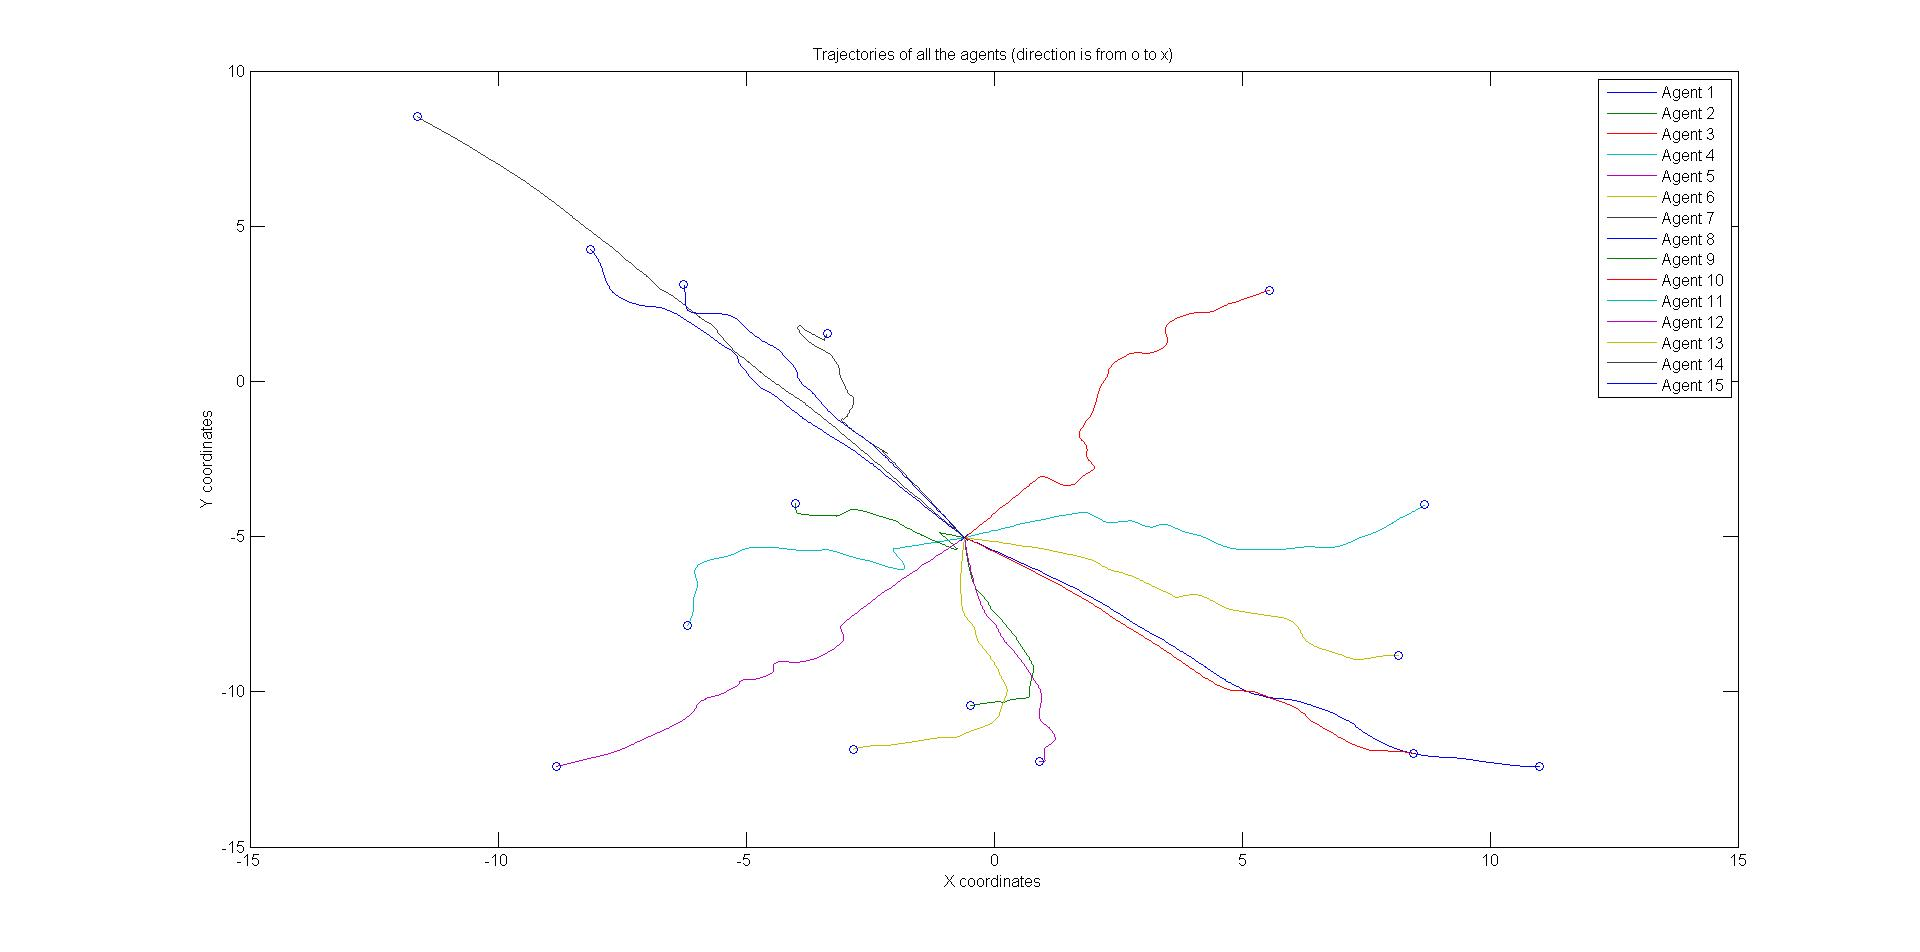 Trajectories of all the agents (direction is from o to x)
10
5
0
-5
-10
-15
Y coordinates
-15
-10
-5
0
5
10
15
X coordinates
Agent 1
Agent 2
Agent 3
Agent 4
Agent 5
Agent 6
Agent 7
Agent 8
Agent 9
Agent 10
Agent 11
Agent 12
Agent 13
Agent 14
Agent 15